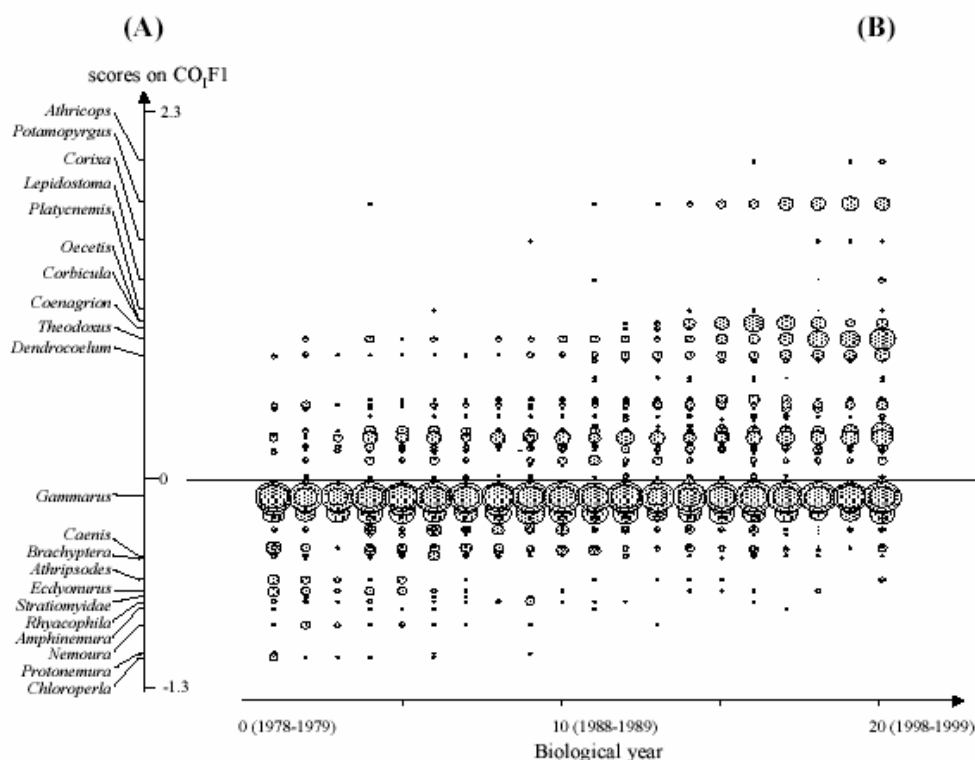 (A) (B)
scores on CO₁F1
2.3
Athricops
Potamopyrgus
Corixa
Lepidostoma
Platycnemis
Oecetis
Corbicula
Coenagrion
Theodoxus
Dendrocoelum
0
Gammarus
Caenis
Brachyptera
Athripsodes
Ecdyonurus
Stratiomyidae
Rhyacophila
Amphinemura
Nemoura
Protonemura
Chloroperla
-1.3
0 (1978-1979) 10 (1988-1989) 20 (1998-1999)
Biological year